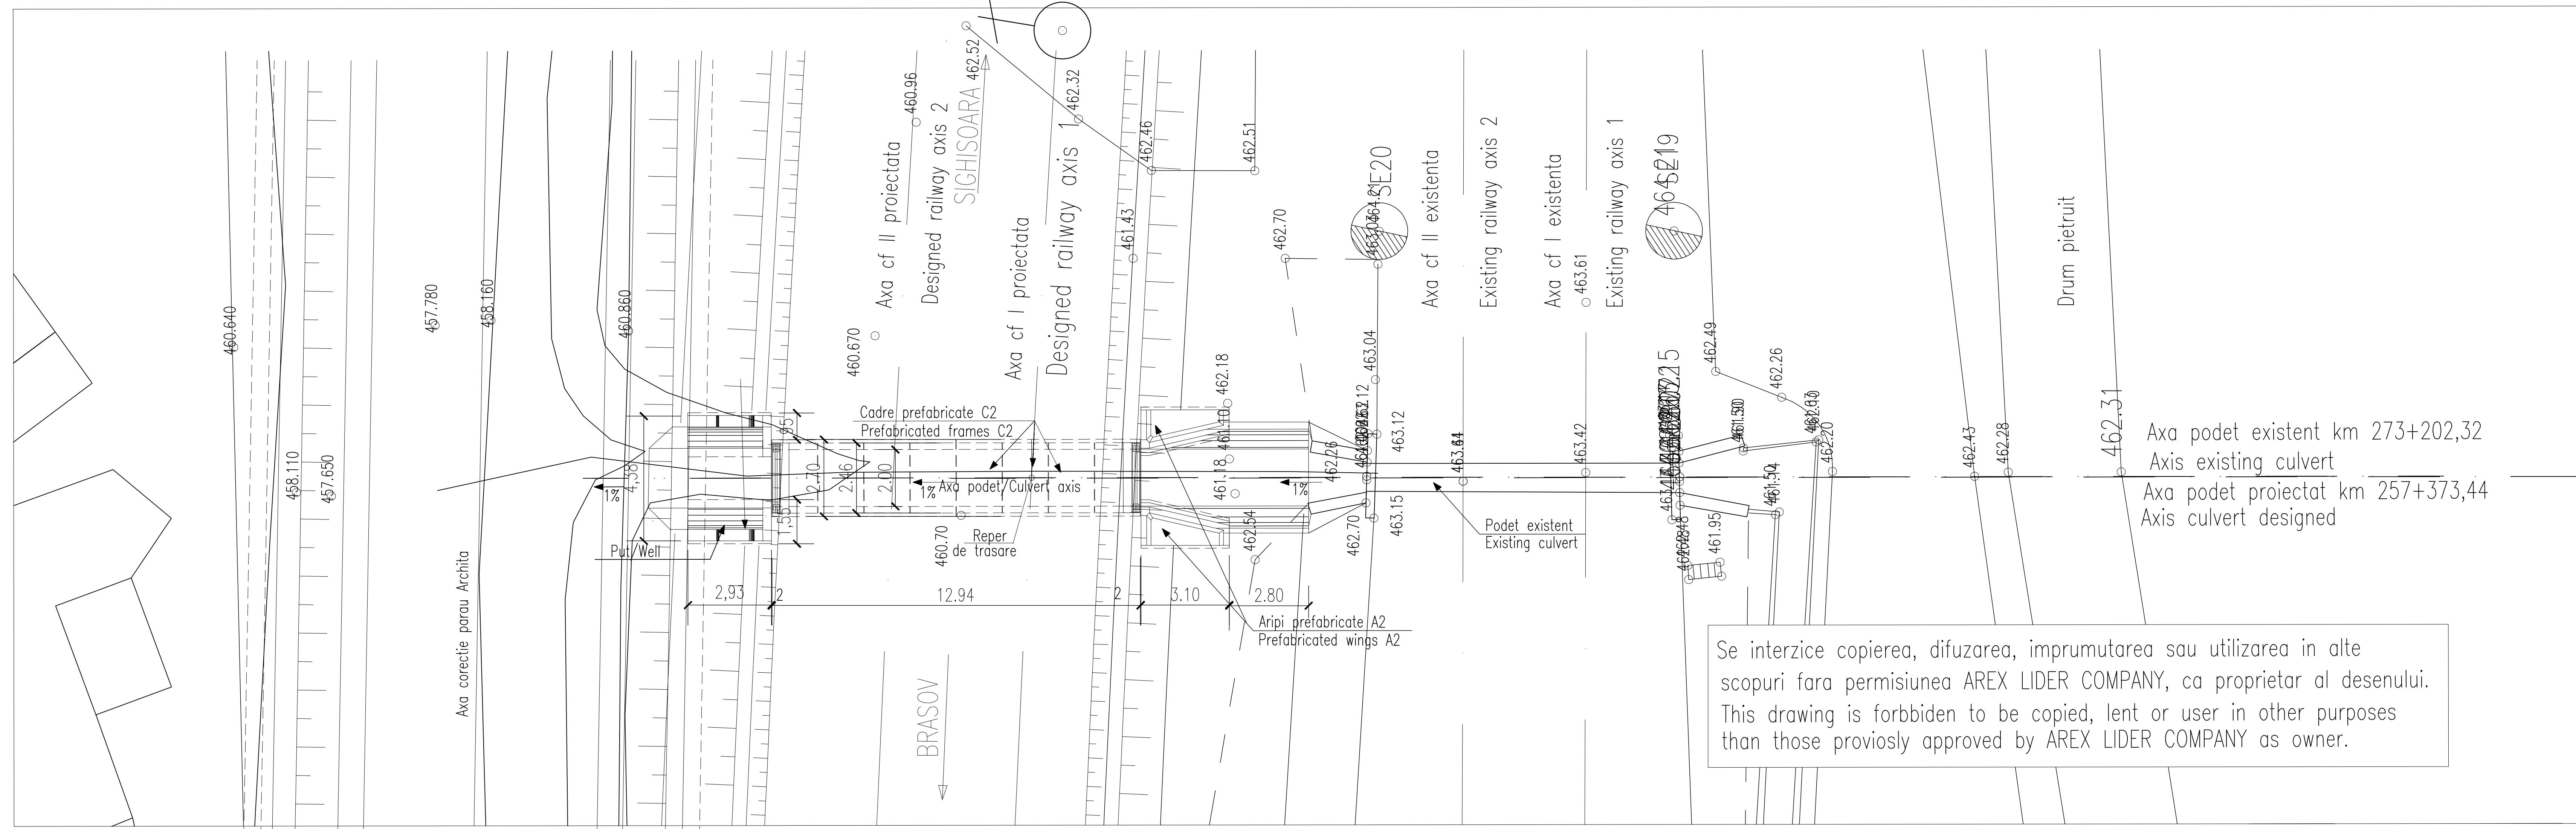 460.640
458.110
457.650
457.780
Axa corectie parau Archita
458.160
460.860
1%
4,58
Put/Well
2,93
2
12.94
2
3.10
2.80
,95
1,55
2.70
2.46
2.00
460.670
Axa cf II proiectata
460.96
Designed railway axis 2
SIGHISOARA
462.52
Axa cf I proiectata
Designed railway axis 1
462.32
461.43
462.46
462.51
462.70
Cadre prefabricate C2
Prefabricated frames C2
1%
Axa podet/Culvert axis
460.70
Reper
de trasare
BRASOV
462.18
461.10
461.18
462.54
1%
462.26
462.70
Aripi prefabricate A2
Prefabricated wings A2
SE20
463.04
463.12
463.15
Axa cf II existenta
Existing railway axis 2
Axa cf I existenta
463.61
Existing railway axis 1
463.42
Podet existent
Existing culvert
SE19
462.49
462.26
462.20
461.95
462.43
462.28
Drum pietruit
462.31
Axa podet existent km 273+202,32
Axis existing culvert
Axa podet proiectat km 257+373,44
Axis culvert designed
Se interzice copierea, difuzarea, imprumutarea sau utilizarea in alte
scopuri fara permisiunea AREX LIDER COMPANY, ca proprietar al desenului.
This drawing is forbbiden to be copied, lent or user in other purposes
than those proviosly approved by AREX LIDER COMPANY as owner.